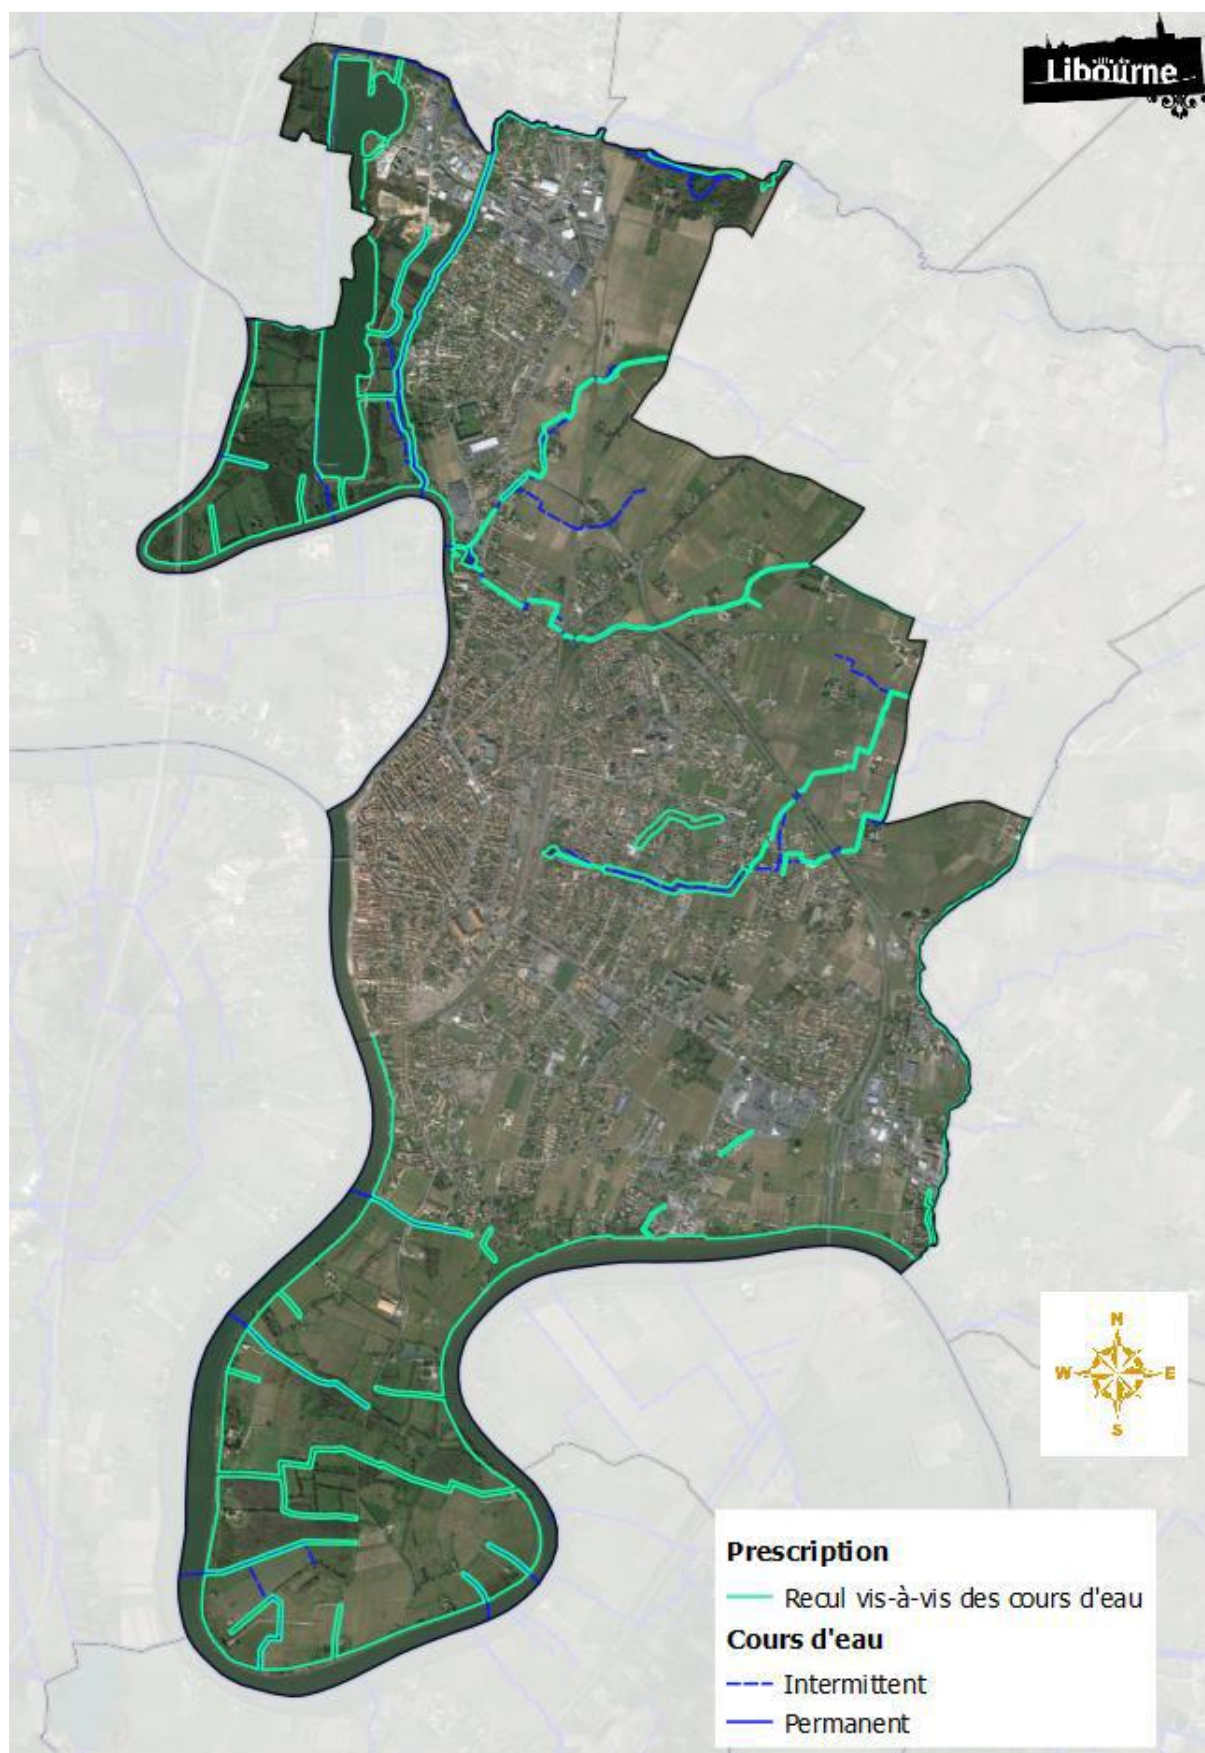 ville de
Libourne
N
W E
S
Prescription
Recul vis-à-vis des cours d'eau
Cours d'eau
Intermittent
Permanent